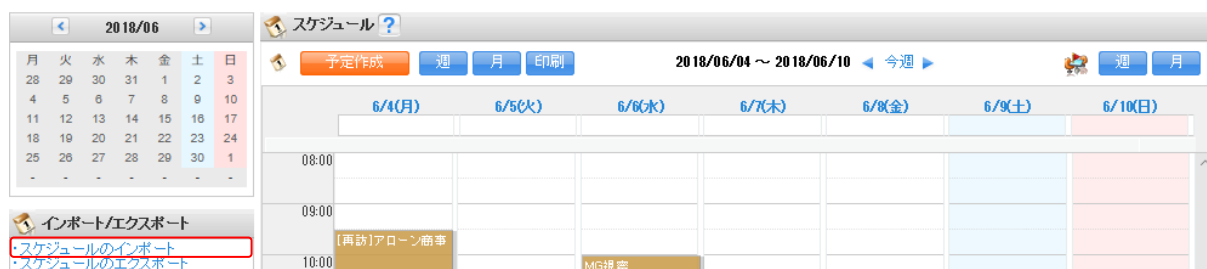 2018/06
月 火 水 木 金 土 日
28 29 30 31 1 2 3
4 5 6 7 8 9 10
11 12 13 14 15 16 17
18 19 20 21 22 23 24
25 26 27 28 29 30 1
- - - - - - -
インポート/エクスポート
・スケジュールのインポート
・スケジュールのエクスポート
スケジュール ?
予定作成 週 月 印刷 2018/06/04 ～ 2018/06/10 今週 週 月
6/4(月) 6/5(火) 6/6(水) 6/7(木) 6/8(金) 6/9(土) 6/10(日)
08:00
09:00
[再訪]アローン商事
10:00
MG視察